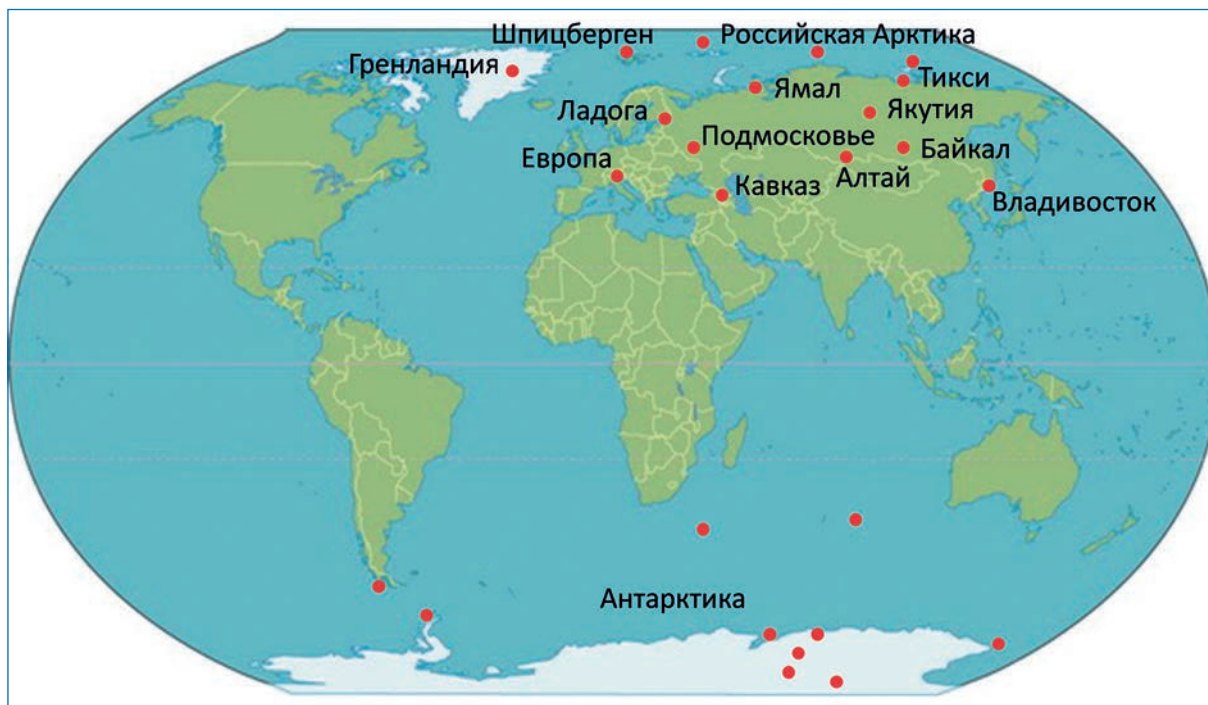 Шпицберген
Российская Арктика
Гренландия
Тикси
Ямал
Якутия
Ладога
Подмосковье
Байкал
Европа
Алтай
Кавказ
Владивосток
Антарктика